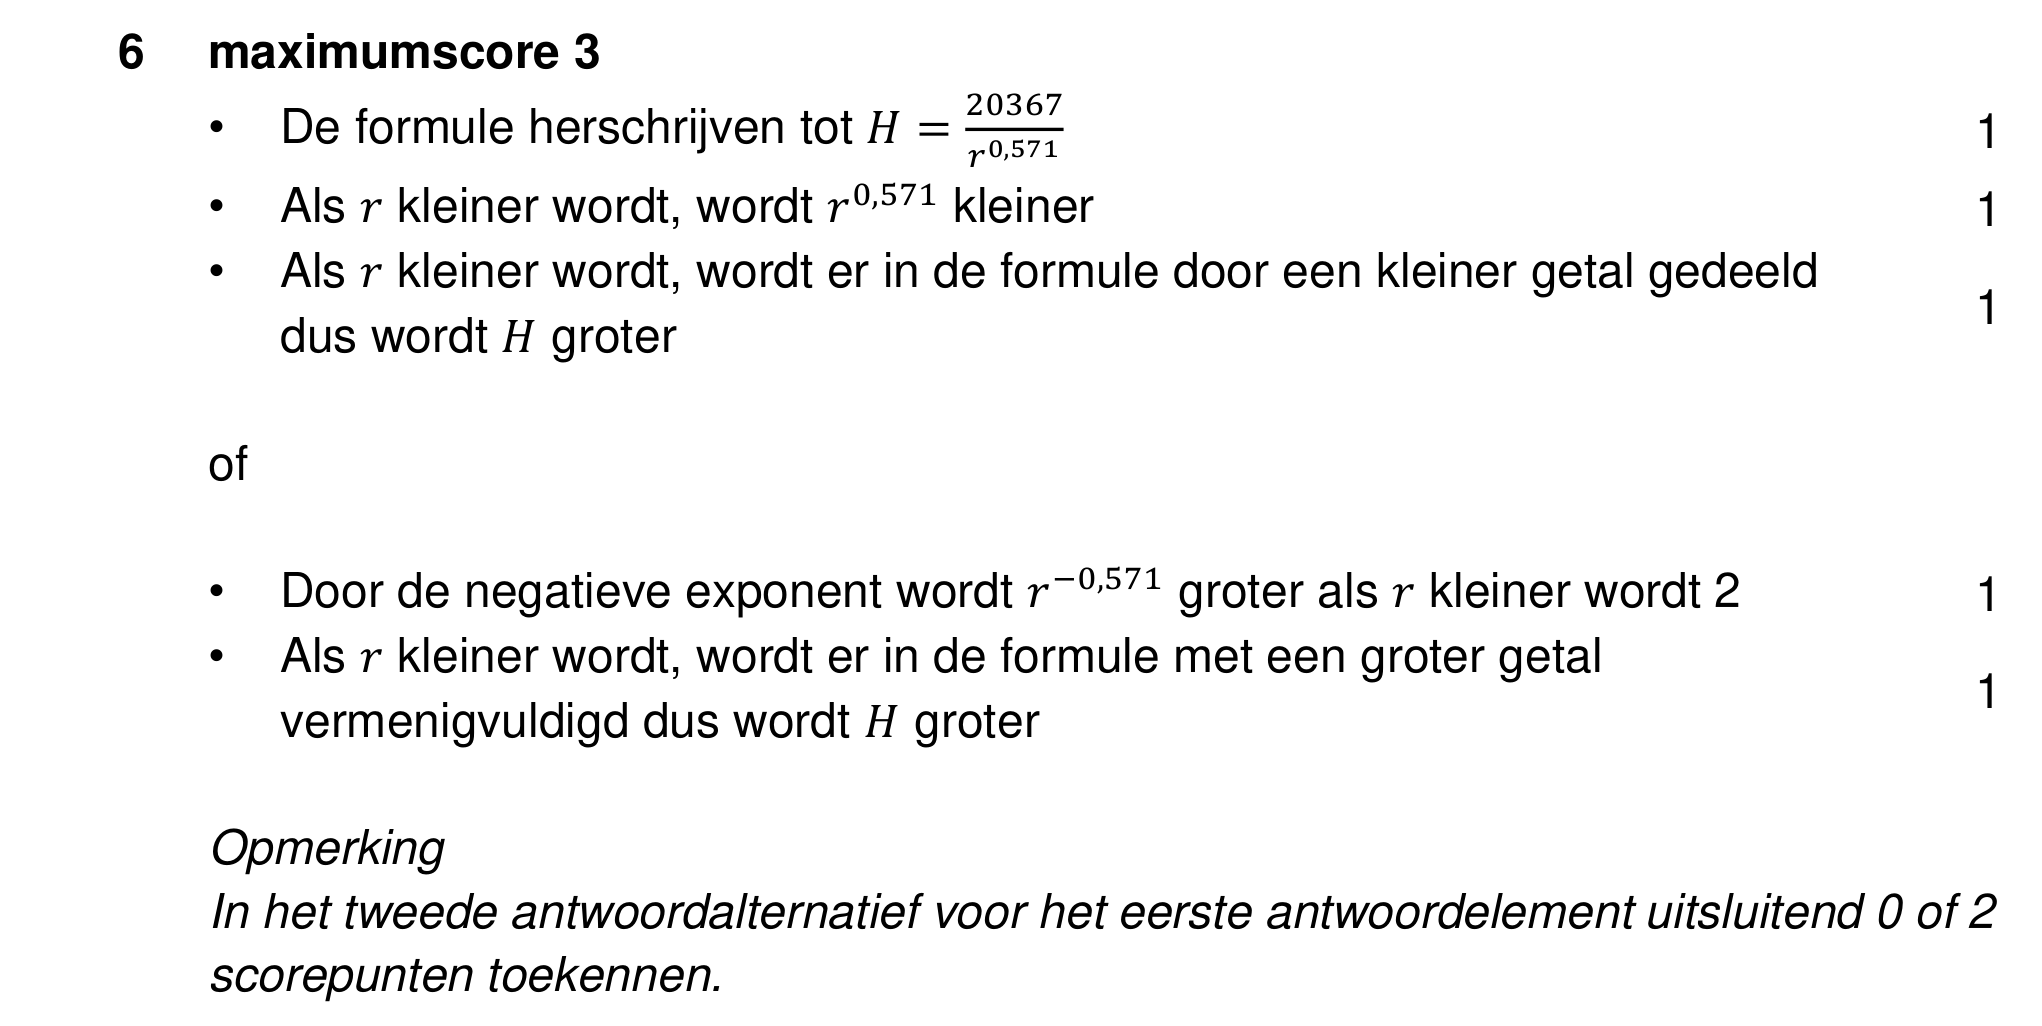 6 maximumscore 3
• De formule herschrijven tot $H = \frac{20367}{r^{0,571}}$ 1
• Als $r$ kleiner wordt, wordt $r^{0,571}$ kleiner 1
• Als $r$ kleiner wordt, wordt er in de formule door een kleiner getal gedeeld
dus wordt $H$ groter 1
of
• Door de negatieve exponent wordt $r^{-0,571}$ groter als $r$ kleiner wordt 2 1
• Als $r$ kleiner wordt, wordt er in de formule met een groter getal
vermenigvuldigd dus wordt $H$ groter 1
Opmerking
In het tweede antwoordalternatief voor het eerste antwoordelement uitsluitend 0 of 2
scorepunten toekennen.